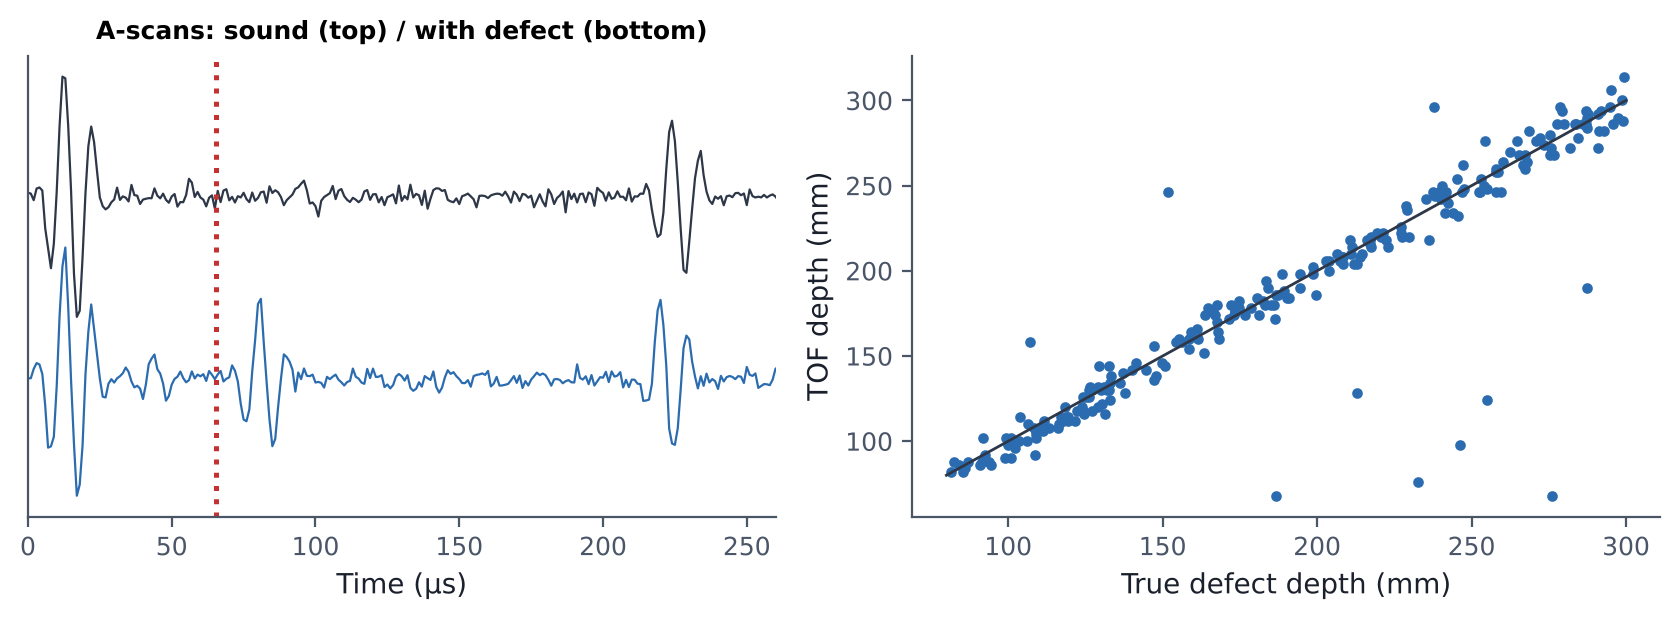 A-scans: sound (top) / with defect (bottom)
0 50 100 150 200 250
Time (μs)
300
250
200
150
100
TOF depth (mm)
100 150 200 250 300
True defect depth (mm)